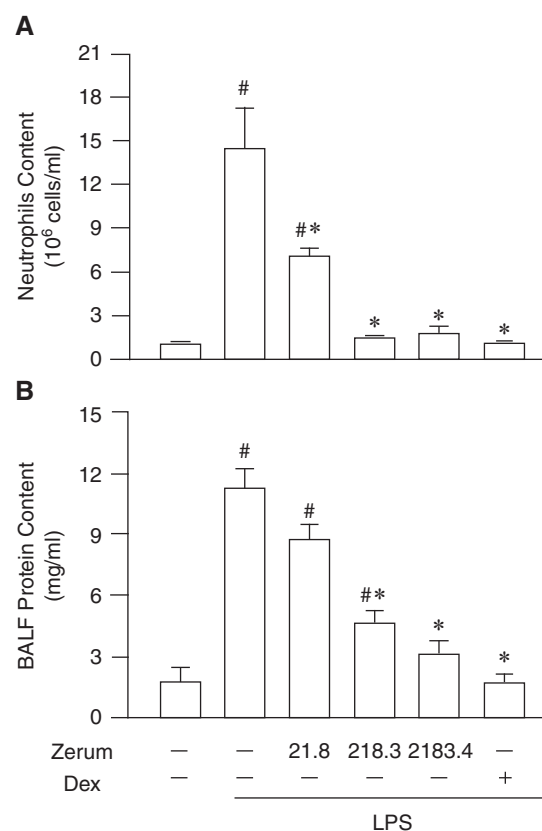 A
21
18
15
12
9
6
3
0
Neutrophils Content
(10⁶ cells/ml)
#
#*
*
*
*
B
15
12
9
6
3
0
BALF Protein Content
(mg/ml)
#
#
#*
*
*
Zerum — — 21.8 218.3 2183.4 —
Dex — — — — — +
LPS